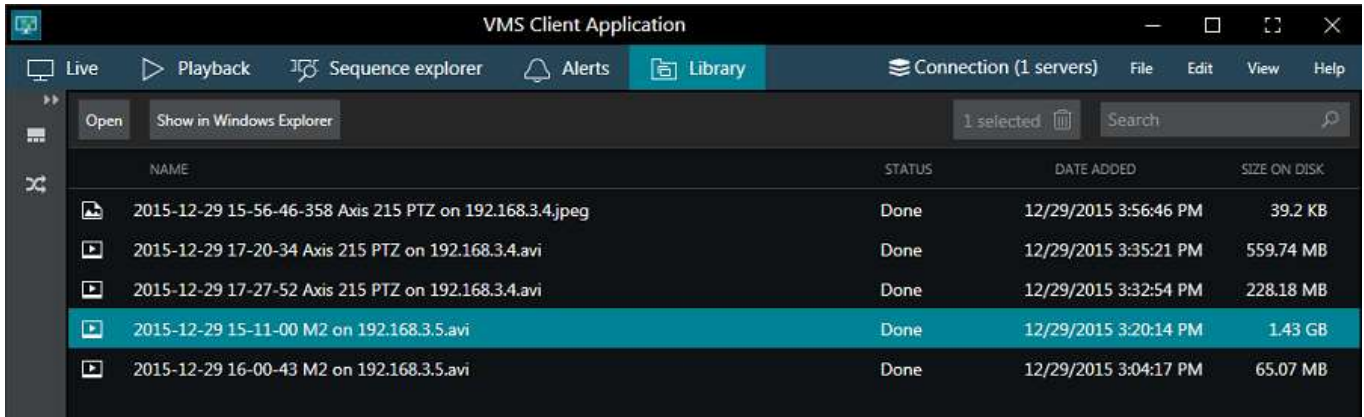 VMS Client Application
Live Playback Sequence explorer Alerts Library Connection (1 servers) File Edit View Help
Open Show in Windows Explorer 1 selected Search
NAME STATUS DATE ADDED SIZE ON DISK
2015-12-29 15-56-46-358 Axis 215 PTZ on 192.168.3.4.jpeg Done 12/29/2015 3:56:46 PM 39.2 KB
2015-12-29 17-20-34 Axis 215 PTZ on 192.168.3.4.avi Done 12/29/2015 3:35:21 PM 559.74 MB
2015-12-29 17-27-52 Axis 215 PTZ on 192.168.3.4.avi Done 12/29/2015 3:32:54 PM 228.18 MB
2015-12-29 15-11-00 M2 on 192.168.3.5.avi Done 12/29/2015 3:20:14 PM 1.43 GB
2015-12-29 16-00-43 M2 on 192.168.3.5.avi Done 12/29/2015 3:04:17 PM 65.07 MB